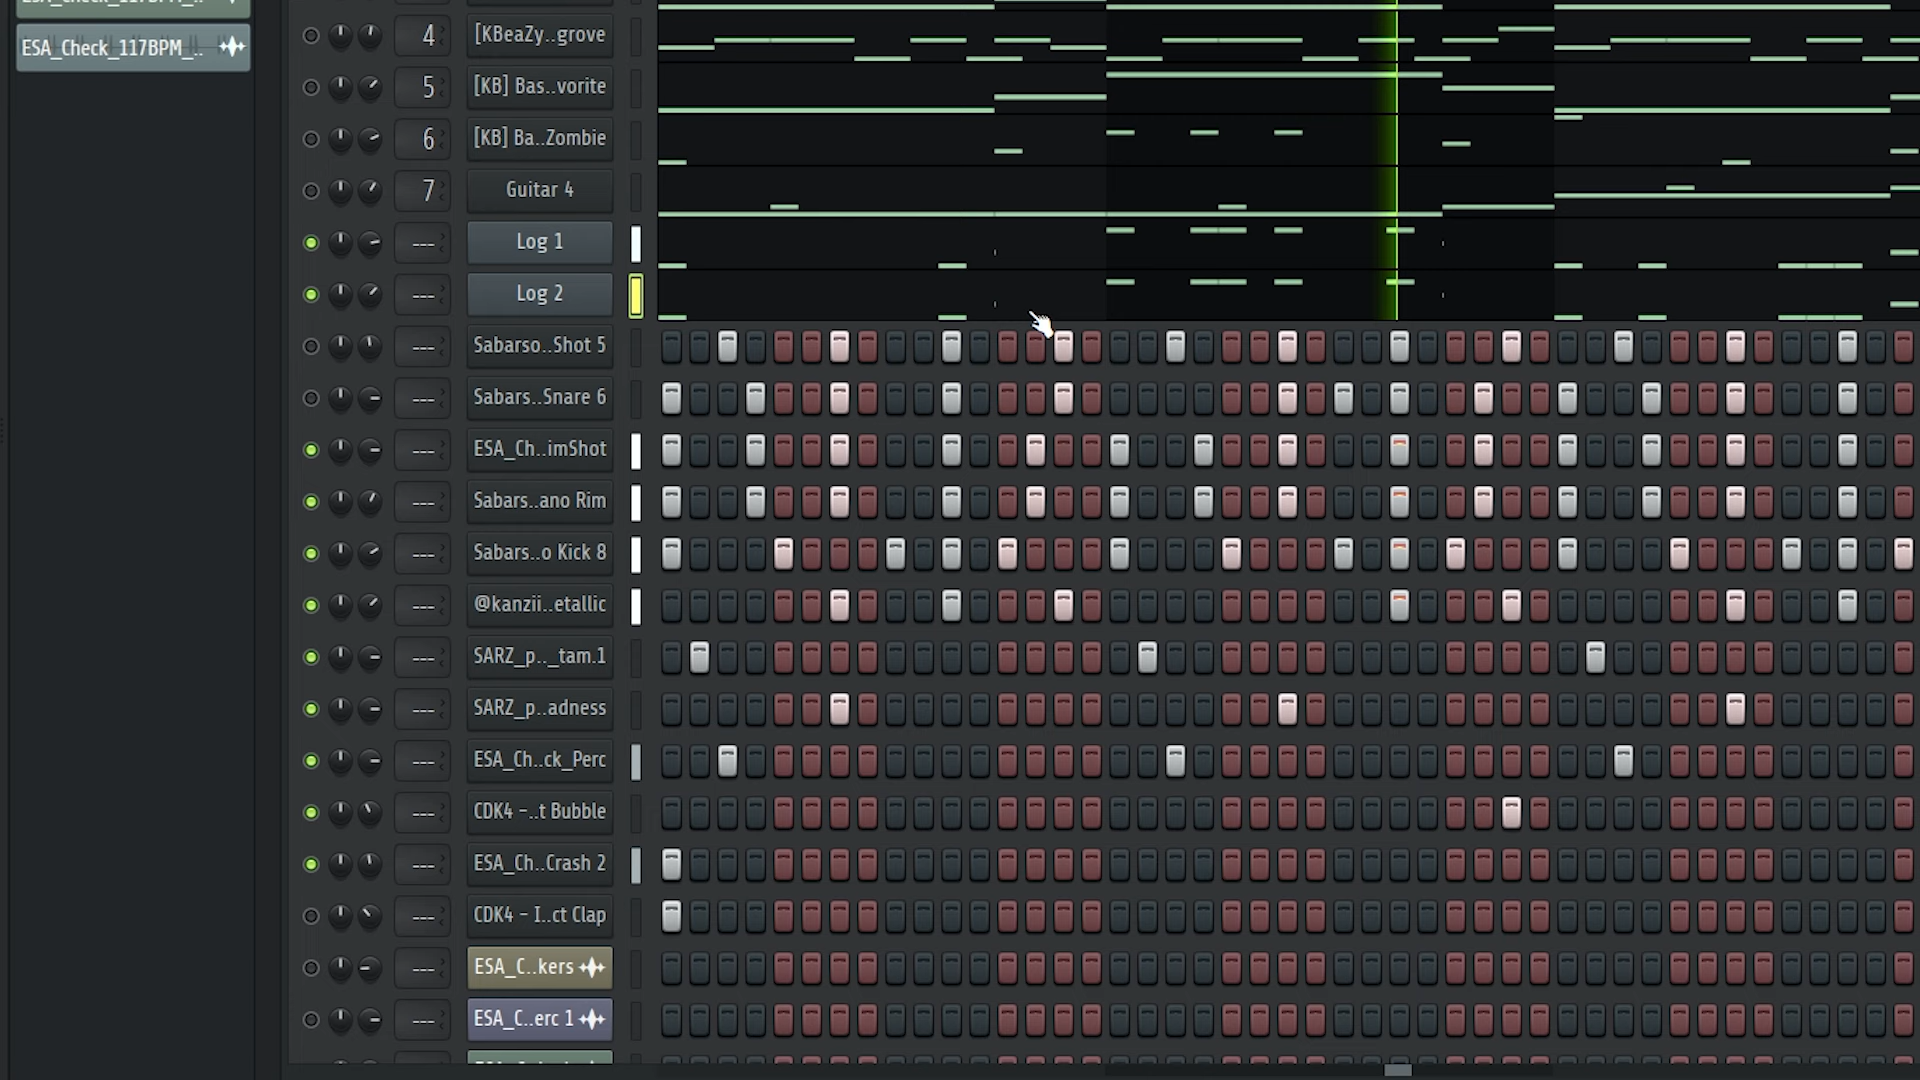 ESA_Check_117BPM_..
ESA_Check_117BPM_..
4 [KBeaZy..grove
5 [KB] Bas..vorite
6 [KB] Ba..Zombie
7 Guitar 4
--- Log 1
--- Log 2
--- Sabarso..Shot 5
--- Sabars..Snare 6
--- ESA_Ch..imShot
--- Sabars..ano Rim
--- Sabars..o Kick 8
--- @kanzii..etallic
--- SARZ_p.._tam.1
--- SARZ_p..adness
--- ESA_Ch..ck_Perc
--- CDK4 -..t Bubble
--- ESA_Ch..Crash 2
--- CDK4 - I..ct Clap
--- ESA_C..kers
--- ESA_C..erc 1